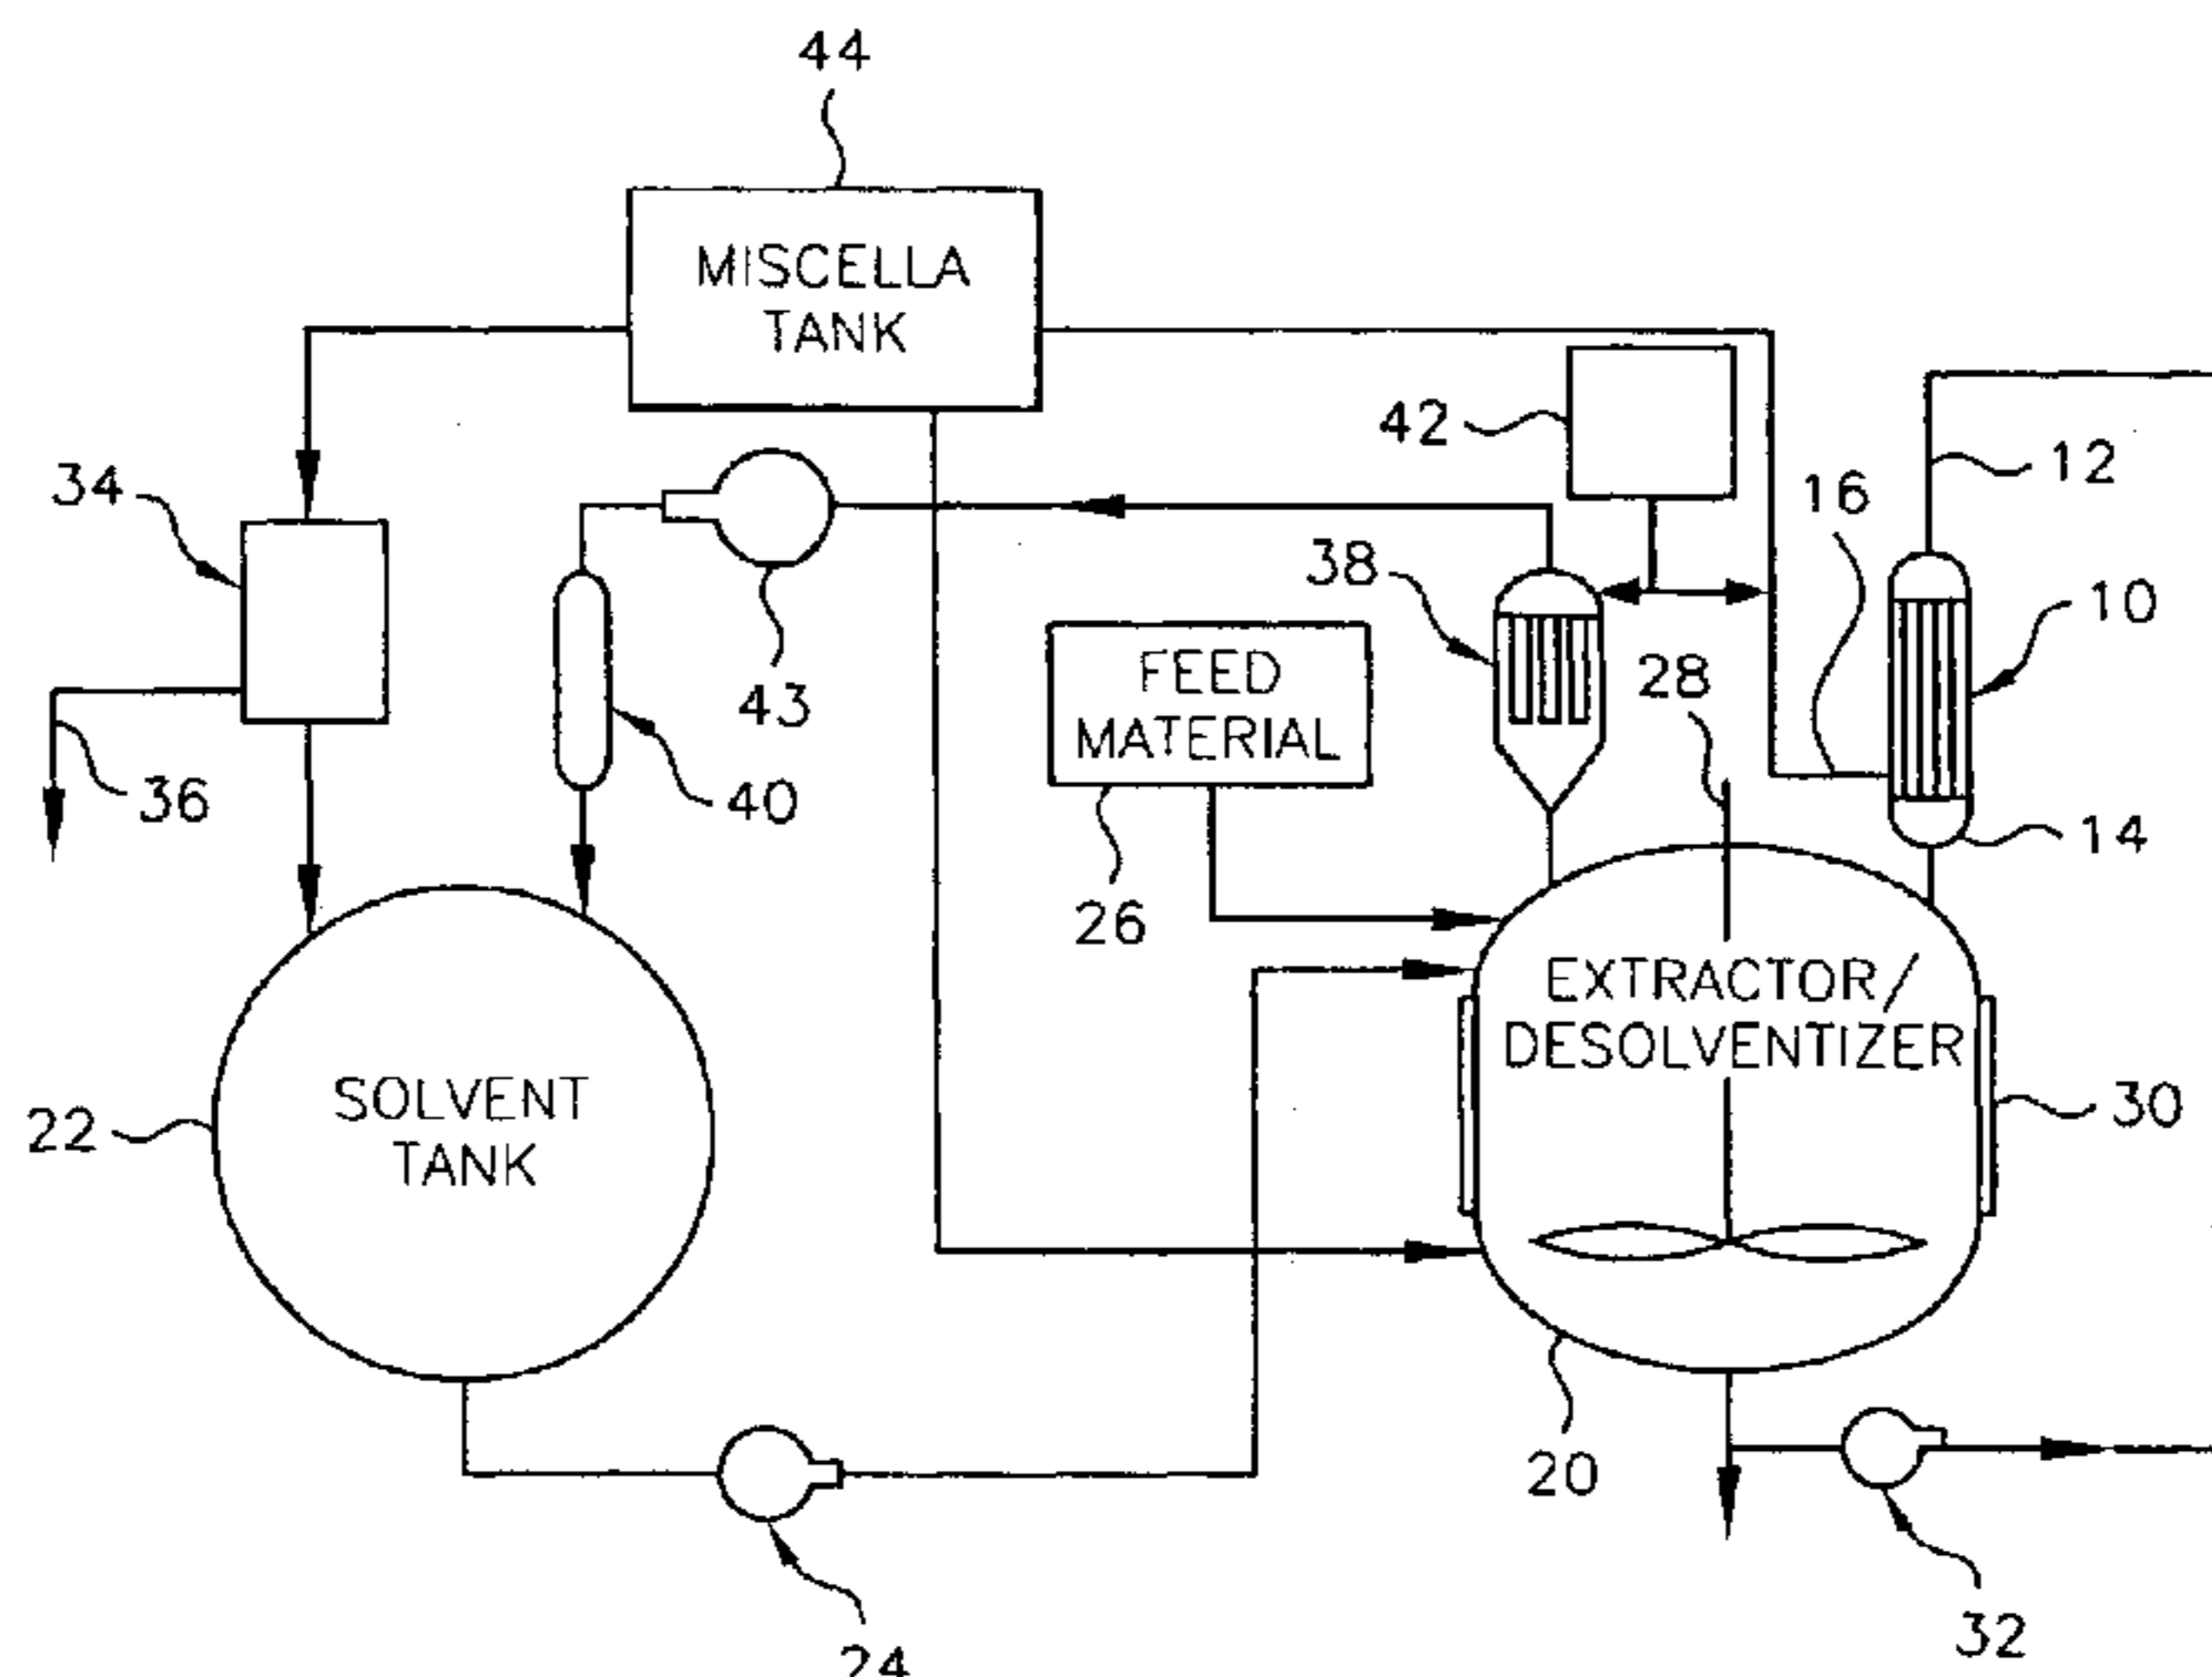 44
MISCELLA
TANK
42
12
34
16
38
10
FEED
MATERIAL
28
43
36
40
14
26
EXTRACTOR/
DESOLVENTIZER
SOLVENT
TANK
22
30
20
24
32